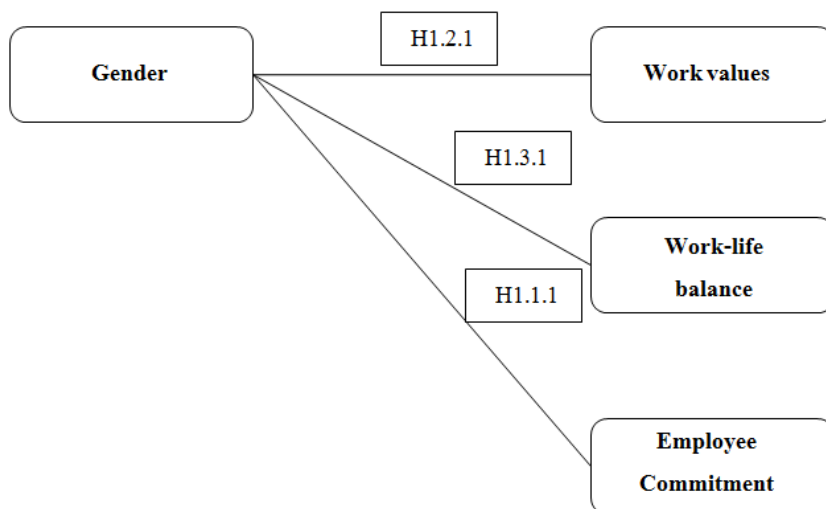 H1.2.1
Gender
Work values
H1.3.1
Work-life
balance
H1.1.1
Employee
Commitment